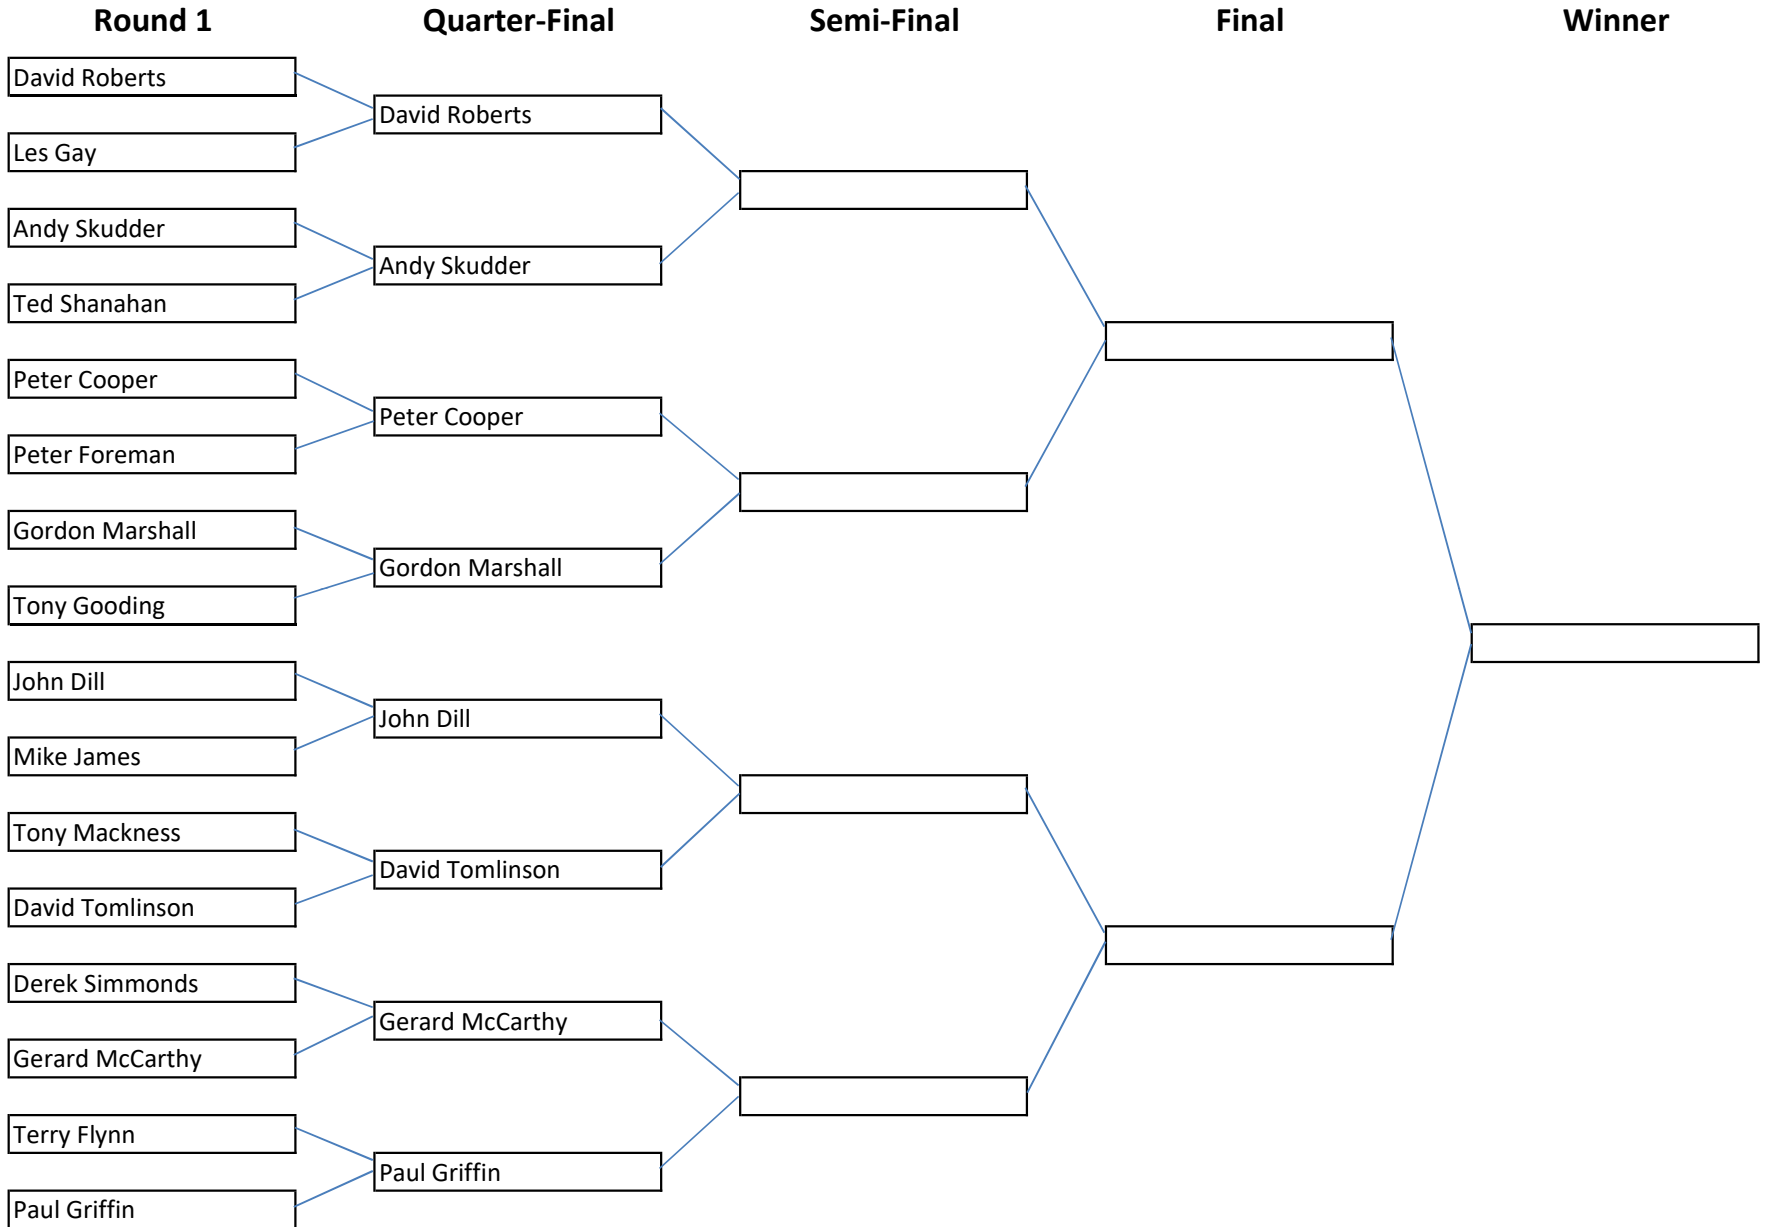 Round 1
Quarter-Final
Semi-Final
Final
Winner
David Roberts
Les Gay
Andy Skudder
Ted Shanahan
Peter Cooper
Peter Foreman
Gordon Marshall
Tony Gooding
John Dill
Mike James
Tony Mackness
David Tomlinson
Derek Simmonds
Gerard McCarthy
Terry Flynn
Paul Griffin
David Roberts
Andy Skudder
Peter Cooper
Gordon Marshall
John Dill
David Tomlinson
Gerard McCarthy
Paul Griffin